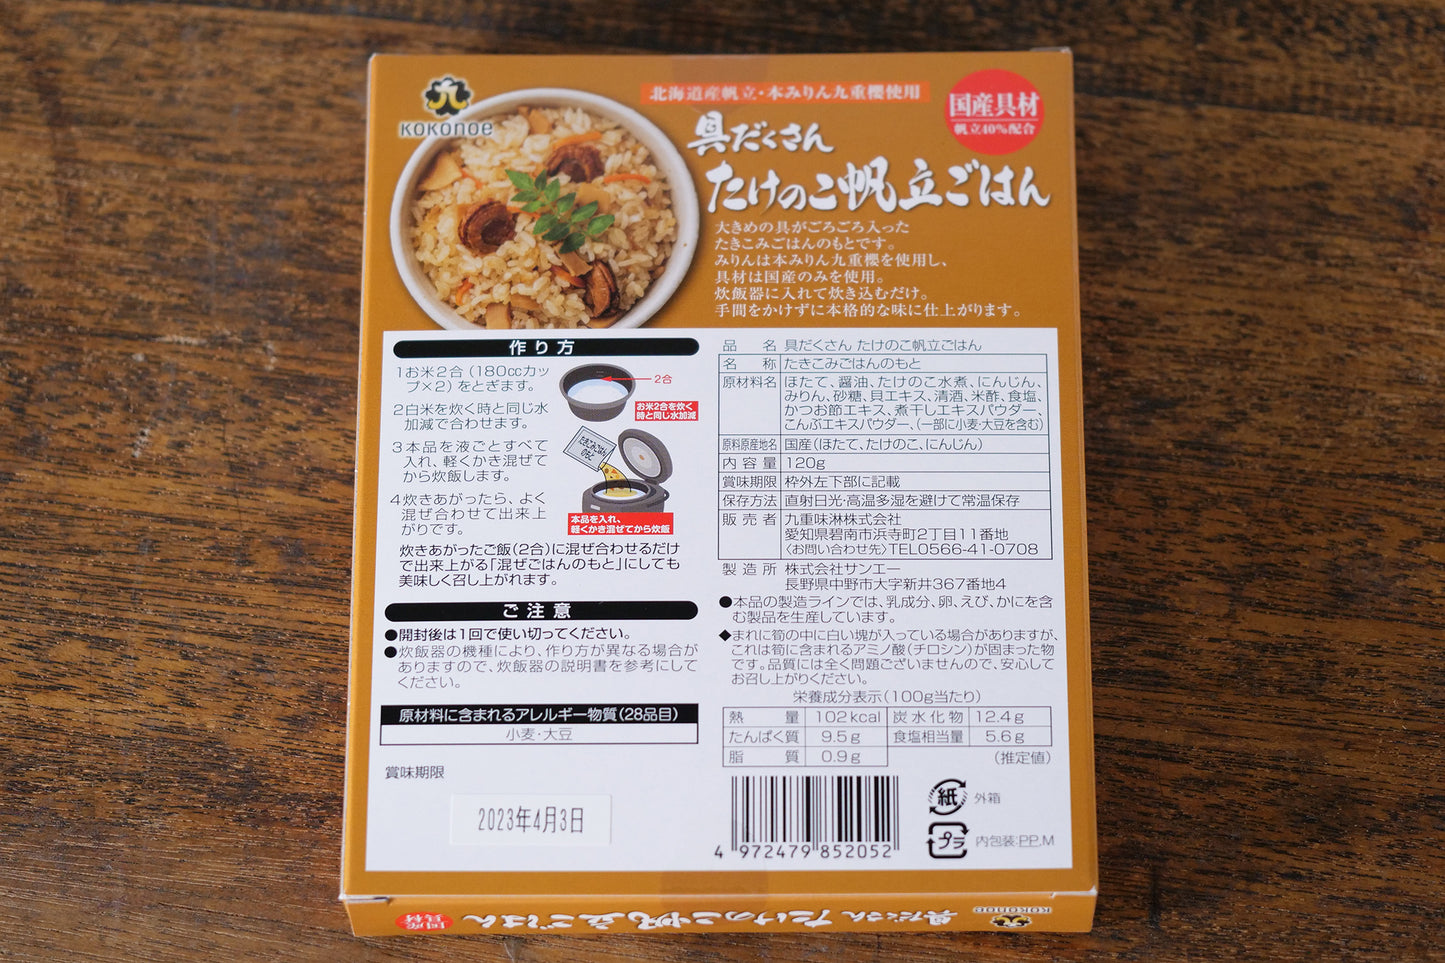 KOKONOE
北海道産帆立・本みりん九重櫻使用
国産具材
帆立40%配合
具だくさん
たけのこ帆立ごはん
大きめの具がごろごろ入った
たきこみごはんのもとです。
みりんは本みりん九重櫻を使用し、
具材は国産のみを使用。
炊飯器に入れて炊き込むだけ。
手間をかけずに本格的な味に仕上がります。
作り方
1お米2合(180ccカッ
プ×2)をとぎます。
2白米を炊く時と同じ水
加減で合わせます。
3本品を液ごとすべて
入れ、軽くかき混ぜて
から炊飯します。
4炊きあがったら、よく
混ぜ合わせて出来上
がりです。
2合
お米2合を炊く
時と同じ水加減
たきこみごはん
のもと
本品を入れ、
軽くかき混ぜてから炊飯
炊きあがったご飯(2合)に混ぜ合わせるだけ
で出来上がる「混ぜごはんのもと」にしても
美味しく召し上がれます。
ご注意
●開封後は1回で使い切ってください。
●炊飯器の機種により、作り方が異なる場合が
ありますので、炊飯器の説明書を参考にして
ください。
原材料に含まれるアレルギー物質(28品目)
小麦・大豆
賞味期限
2023年4月3日
品名 具だくさん たけのこ帆立ごはん
名称 たきこみごはんのもと
原材料名 ほたて、醤油、たけのこ水煮、にんじん、
みりん、砂糖、貝エキス、清酒、米酢、食塩、
かつお節エキス、煮干しエキスパウダー、
こんぶエキスパウダー、(一部に小麦・大豆を含む)
原料原産地名 国産(ほたて、たけのこ、にんじん)
内容量 120g
賞味期限 枠外左下部に記載
保存方法 直射日光・高温多湿を避けて常温保存
販売者 九重味淋株式会社
愛知県碧南市浜寺町2丁目11番地
〈お問い合わせ先〉TEL0566-41-0708
製造所 株式会社サンエー
長野県中野市大字新井367番地4
●本品の製造ラインでは、乳成分、卵、えび、かにを含
む製品を生産しています。
◆まれに筍の中に白い塊が入っている場合がありますが、
これは筍に含まれるアミノ酸(チロシン)が固まった物
です。品質には全く問題ございませんので、安心して
お召し上がりください。
栄養成分表示(100g当たり)
熱量 102kcal 炭水化物 12.4g
たんぱく質 9.5g 食塩相当量 5.6g
脂質 0.9g (推定値)
4 972479 852052
紙 外箱
プラ 内包装:PP,M
KOKONOE
具だくさん たけのこ帆立ごはん
国産
具材